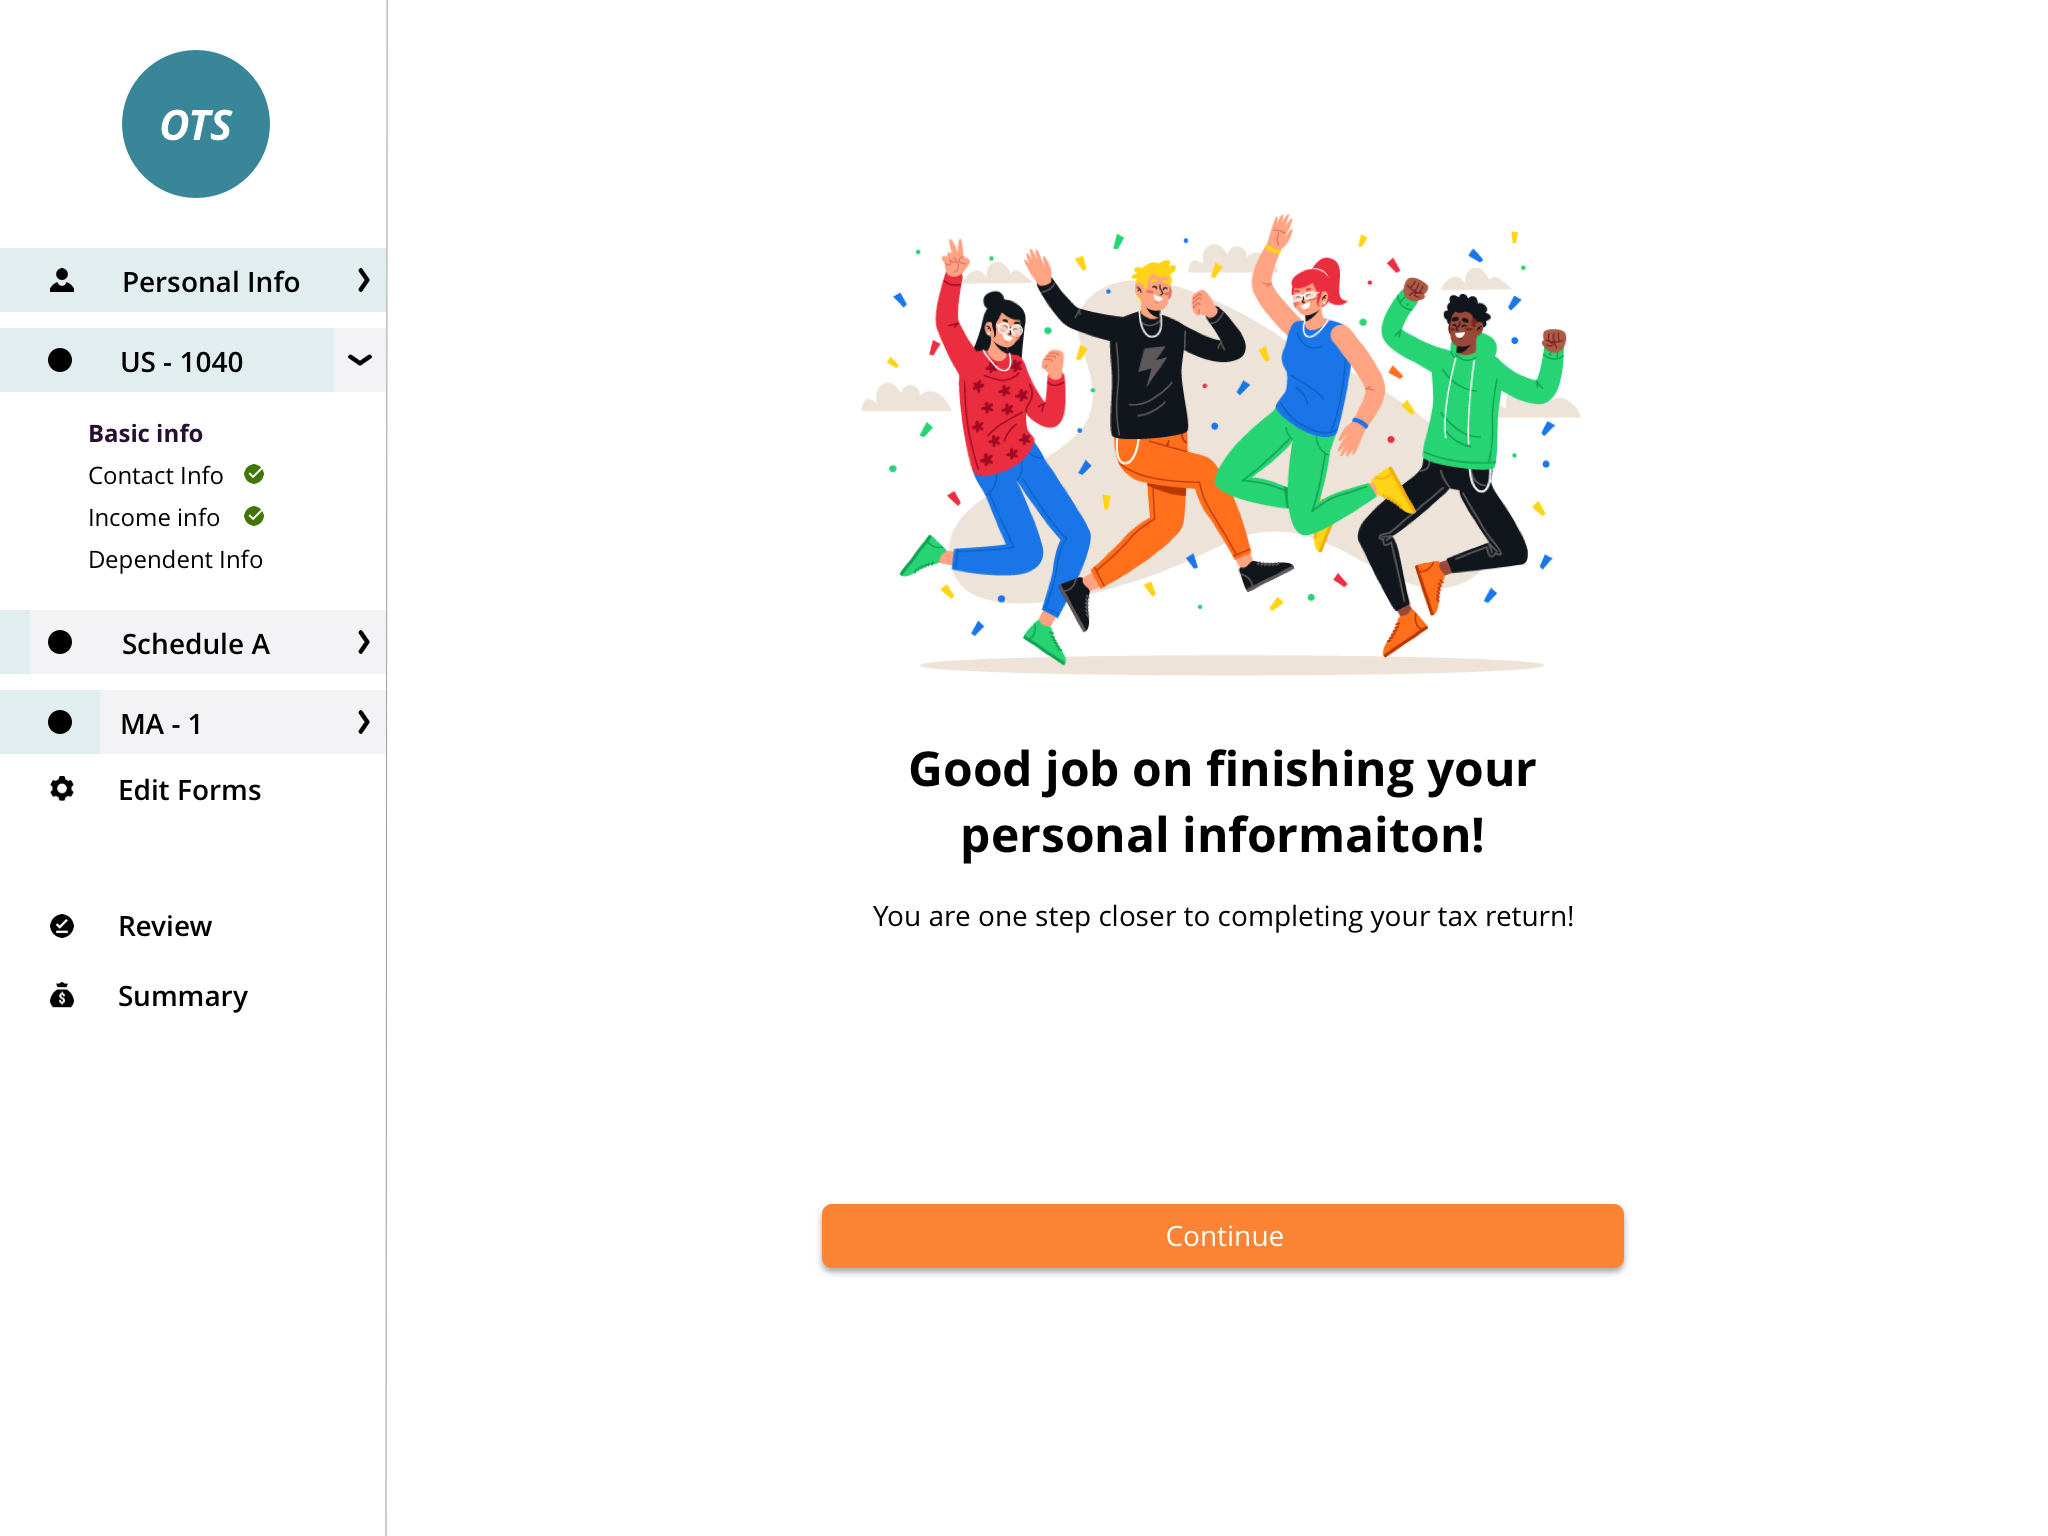 OTS
Personal Info
US - 1040
Basic info
Contact Info
Income info
Dependent Info
Schedule A
MA - 1
Edit Forms
Review
Summary
Good job on finishing your
personal informaiton!
You are one step closer to completing your tax return!
Continue